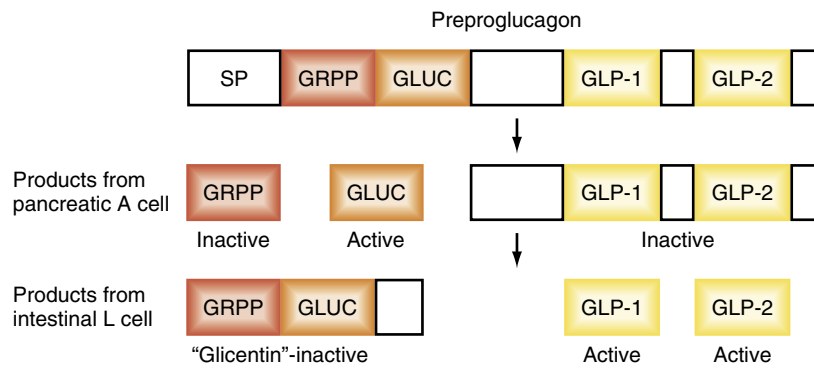 Preproglucagon
SP GRPP GLUC GLP-1 GLP-2
Products from
pancreatic A cell
GRPP GLUC GLP-1 GLP-2
Inactive Active Inactive
Products from
intestinal L cell
GRPP GLUC GLP-1 GLP-2
“Glicentin”-inactive Active Active